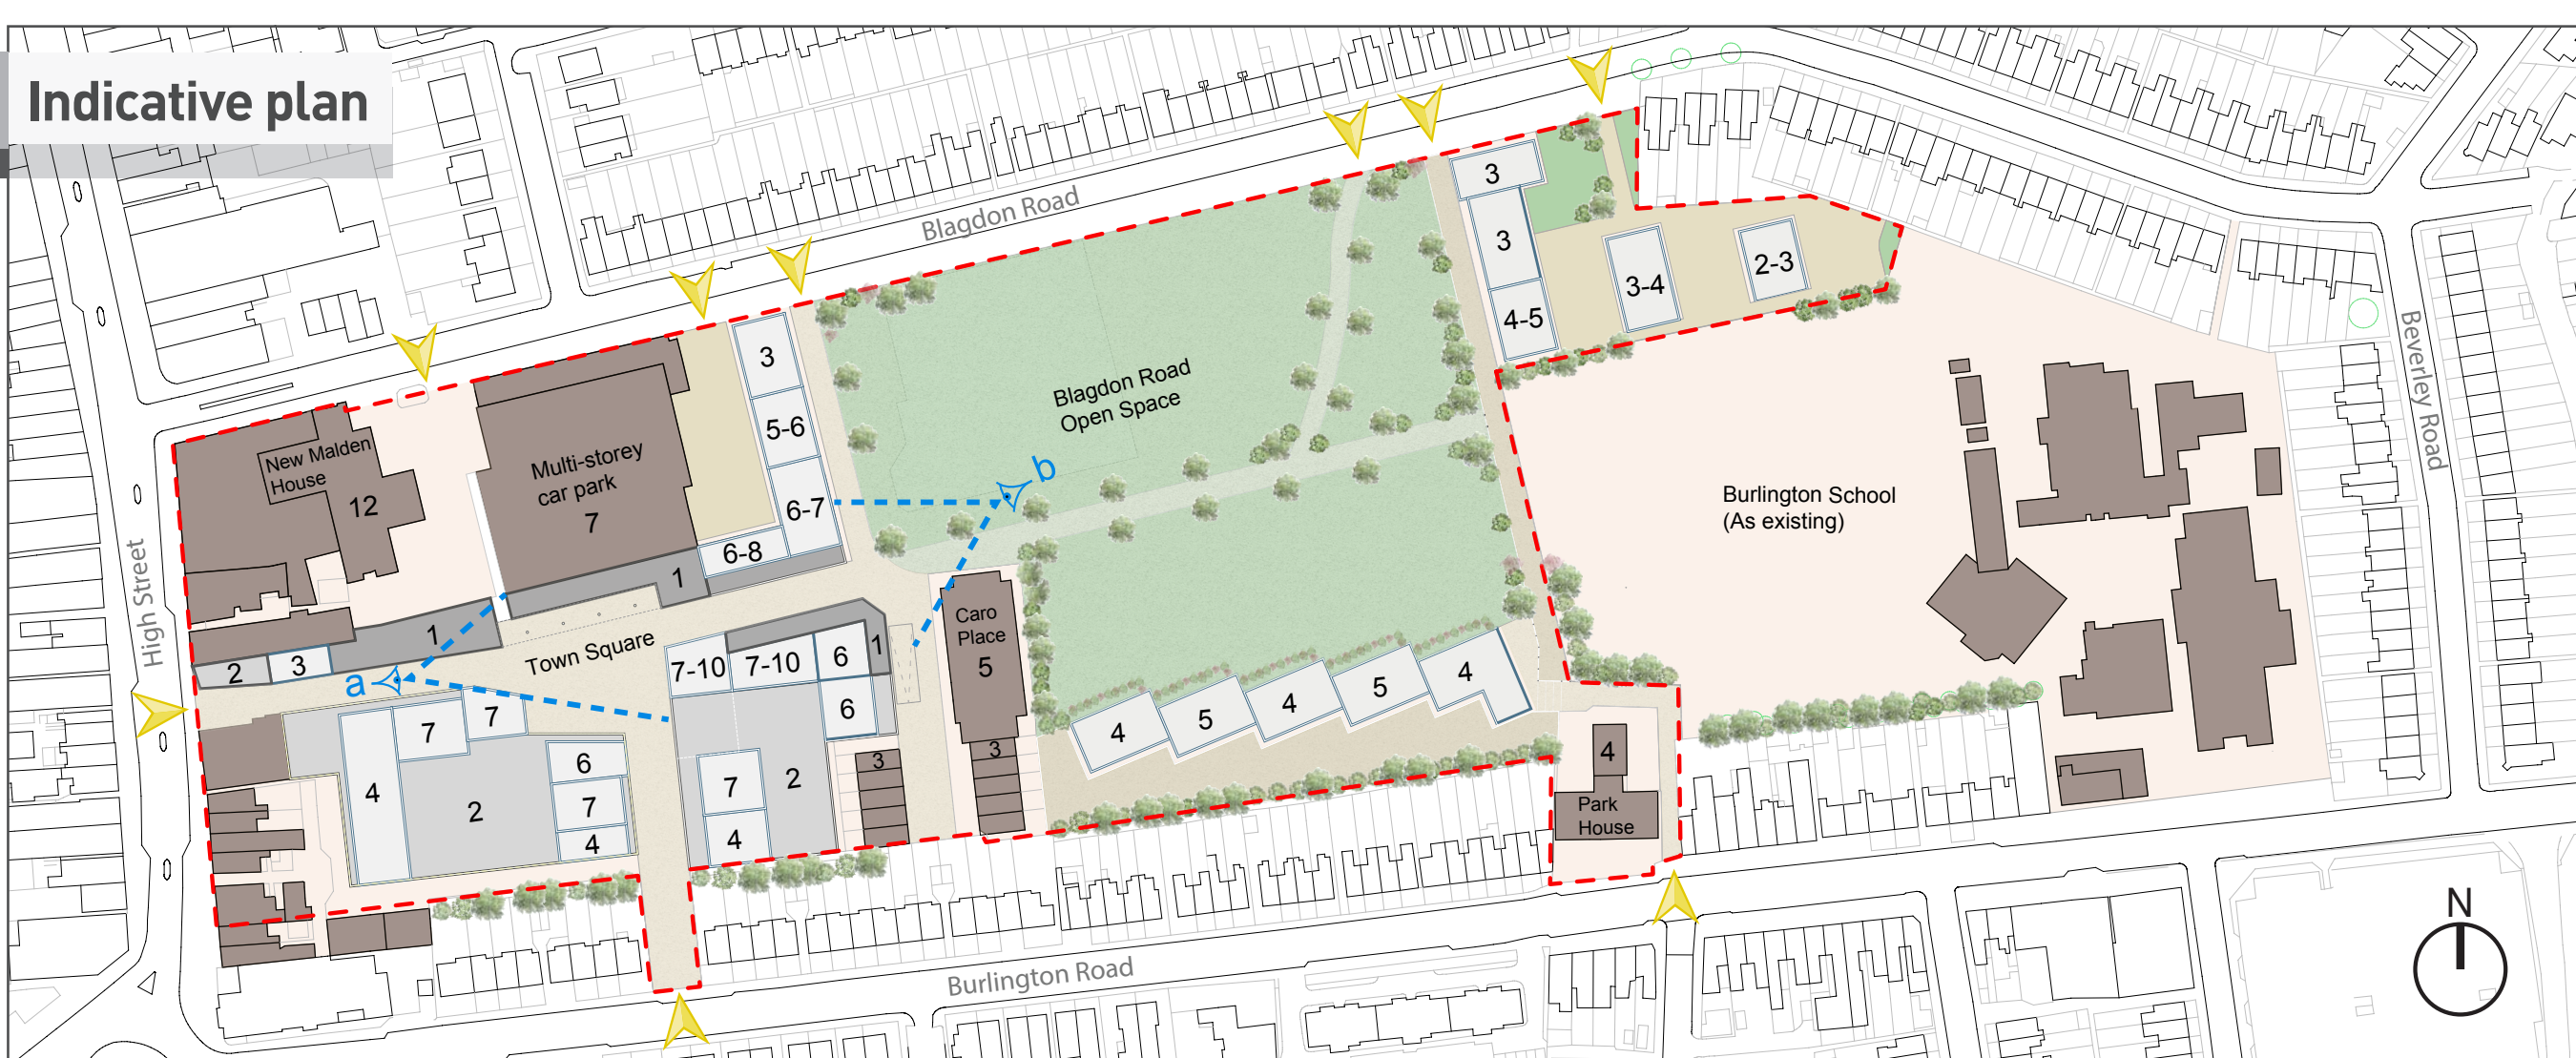 Indicative plan
Blagdon Road
3
3
4-5
3-4
2-3
3
5-6
6-7
6-8
New Malden
House
12
Multi-storey
car park
7
Blagdon Road
Open Space
b
Burlington School
(As existing)
Beverley Road
High Street
1
1
2
3
a
Town Square
Caro
Place
5
3
7-10
7-10
6
1
6
3
7
2
4
7
7
4
2
6
7
4
4
5
4
5
4
4
Park
House
Burlington Road
N